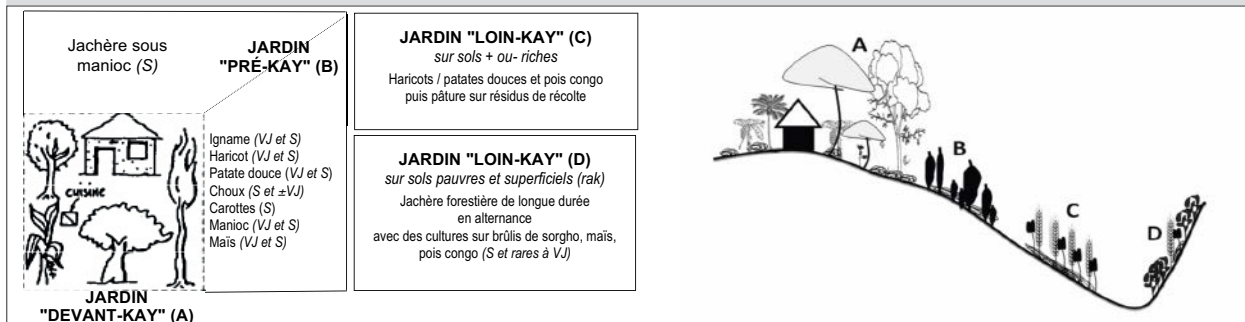 Jachère sous
manioc (S)
JARDIN
"PRÉ-KAY" (B)
Igname (VJ et S)
Haricot (VJ et S)
Patate douce (VJ et S)
Choux (S et ±VJ)
Carottes (S)
Manioc (VJ et S)
Maïs (VJ et S)
cuisine
JARDIN
"DEVANT-KAY" (A)
JARDIN "LOIN-KAY" (C)
sur sols + ou- riches
Haricots / patates douces et pois congo
puis pâture sur résidus de récolte
JARDIN "LOIN-KAY" (D)
sur sols pauvres et superficiels (rak)
Jachère forestière de longue durée
en alternance
avec des cultures sur brûlis de sorgho, maïs,
pois congo (S et rares à VJ)
A
B
C
D